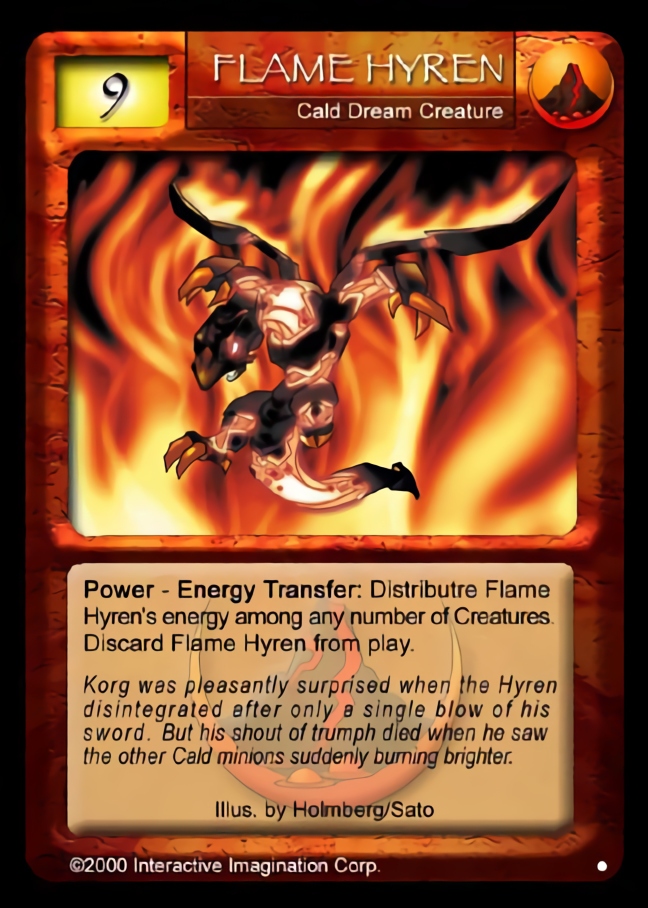 9
FLAME HYREN
Cald Dream Creature
Power - Energy Transfer: Distributre Flame
Hyren's energy among any number of Creatures.
Discard Flame Hyren from play.
Korg was pleasantly surprised when the Hyren
disintegrated after only a single blow of his
sword. But his shout of trumph died when he saw
the other Cald minions suddenly burning brighter.
Illus. by Holmberg/Sato
©2000 Interactive Imagination Corp.